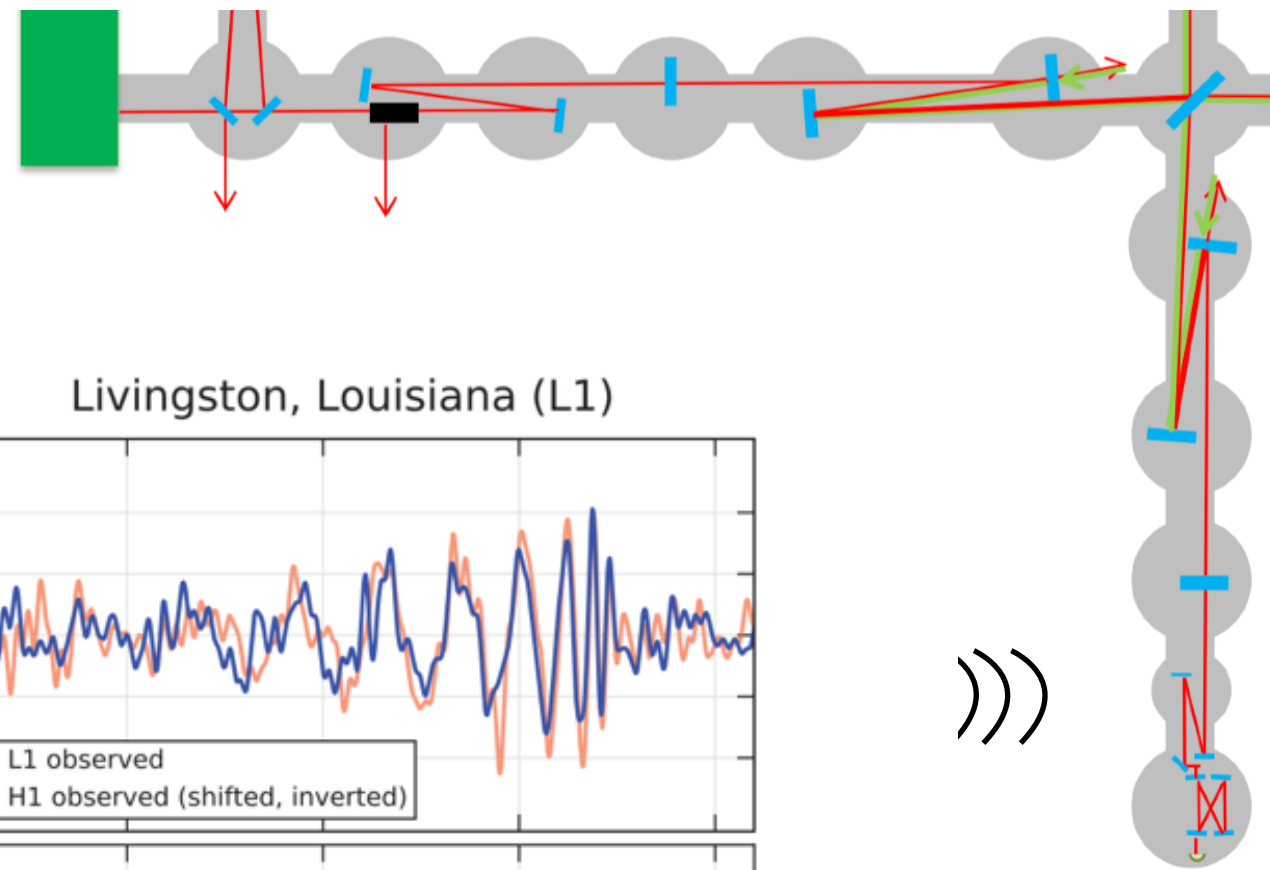 Livingston, Louisiana (L1)
L1 observed
H1 observed (shifted, inverted)